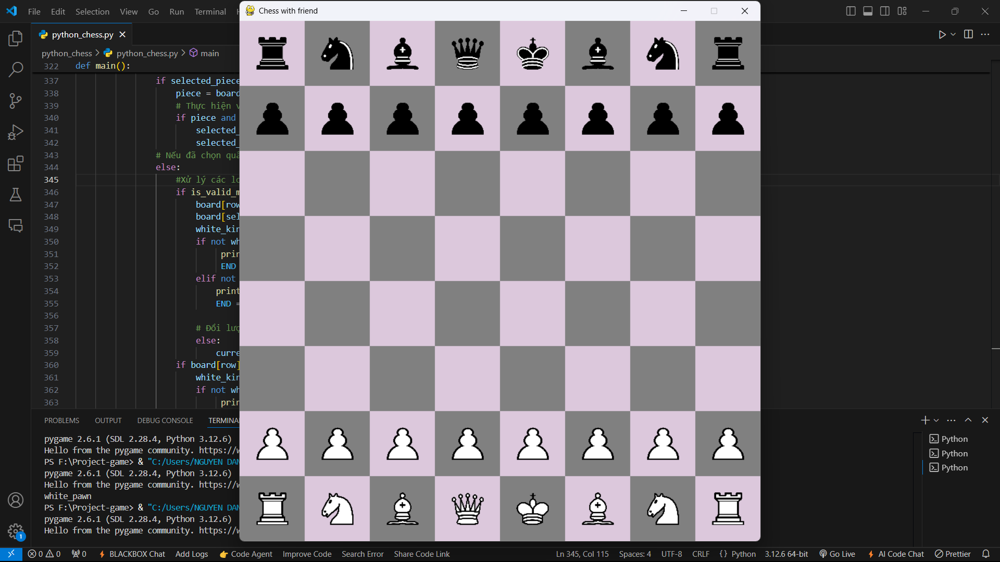 File Edit Selection View Go Run Terminal
Chess with friend
python_chess.py
python_chess > python_chess.py > main
322 def main():
337 if selected_piece
338 piece = board
339 # Thực hiện
340 if piece and
341 selected_
342 selected_
343 # Nếu đã chọn
344 else:
345 #Xử lý các
346 if is_valid_m
347 board[row
348 board[sel
349 white_kin
350 if not wh
351 prin
352 END
353 elif not
354 print
355 END =
356
357 # Đổi
358 else:
359 curre
360 if board[row]
361 white_kin
362 if not wh
363 prin
PROBLEMS OUTPUT DEBUG CONSOLE TERMINA
pygame 2.6.1 (SDL 2.28.4, Python 3.12.6)
Hello from the pygame community. https://w
PS F:\Project-game> & "C:/Users/NGUYEN DAN
pygame 2.6.1 (SDL 2.28.4, Python 3.12.6)
Hello from the pygame community. https://w
white_pawn
PS F:\Project-game> & "C:/Users/NGUYEN DAN
pygame 2.6.1 (SDL 2.28.4, Python 3.12.6)
Hello from the pygame community. https://w
Python
Python
Python
1
0 0 0 BLACKBOX Chat Add Logs Code Agent Improve Code Search Error Share Code Link Ln 345, Col 115 Spaces: 4 UTF-8 CRLF {} Python 3.12.6 64-bit Go Live AI Code Chat Prettier